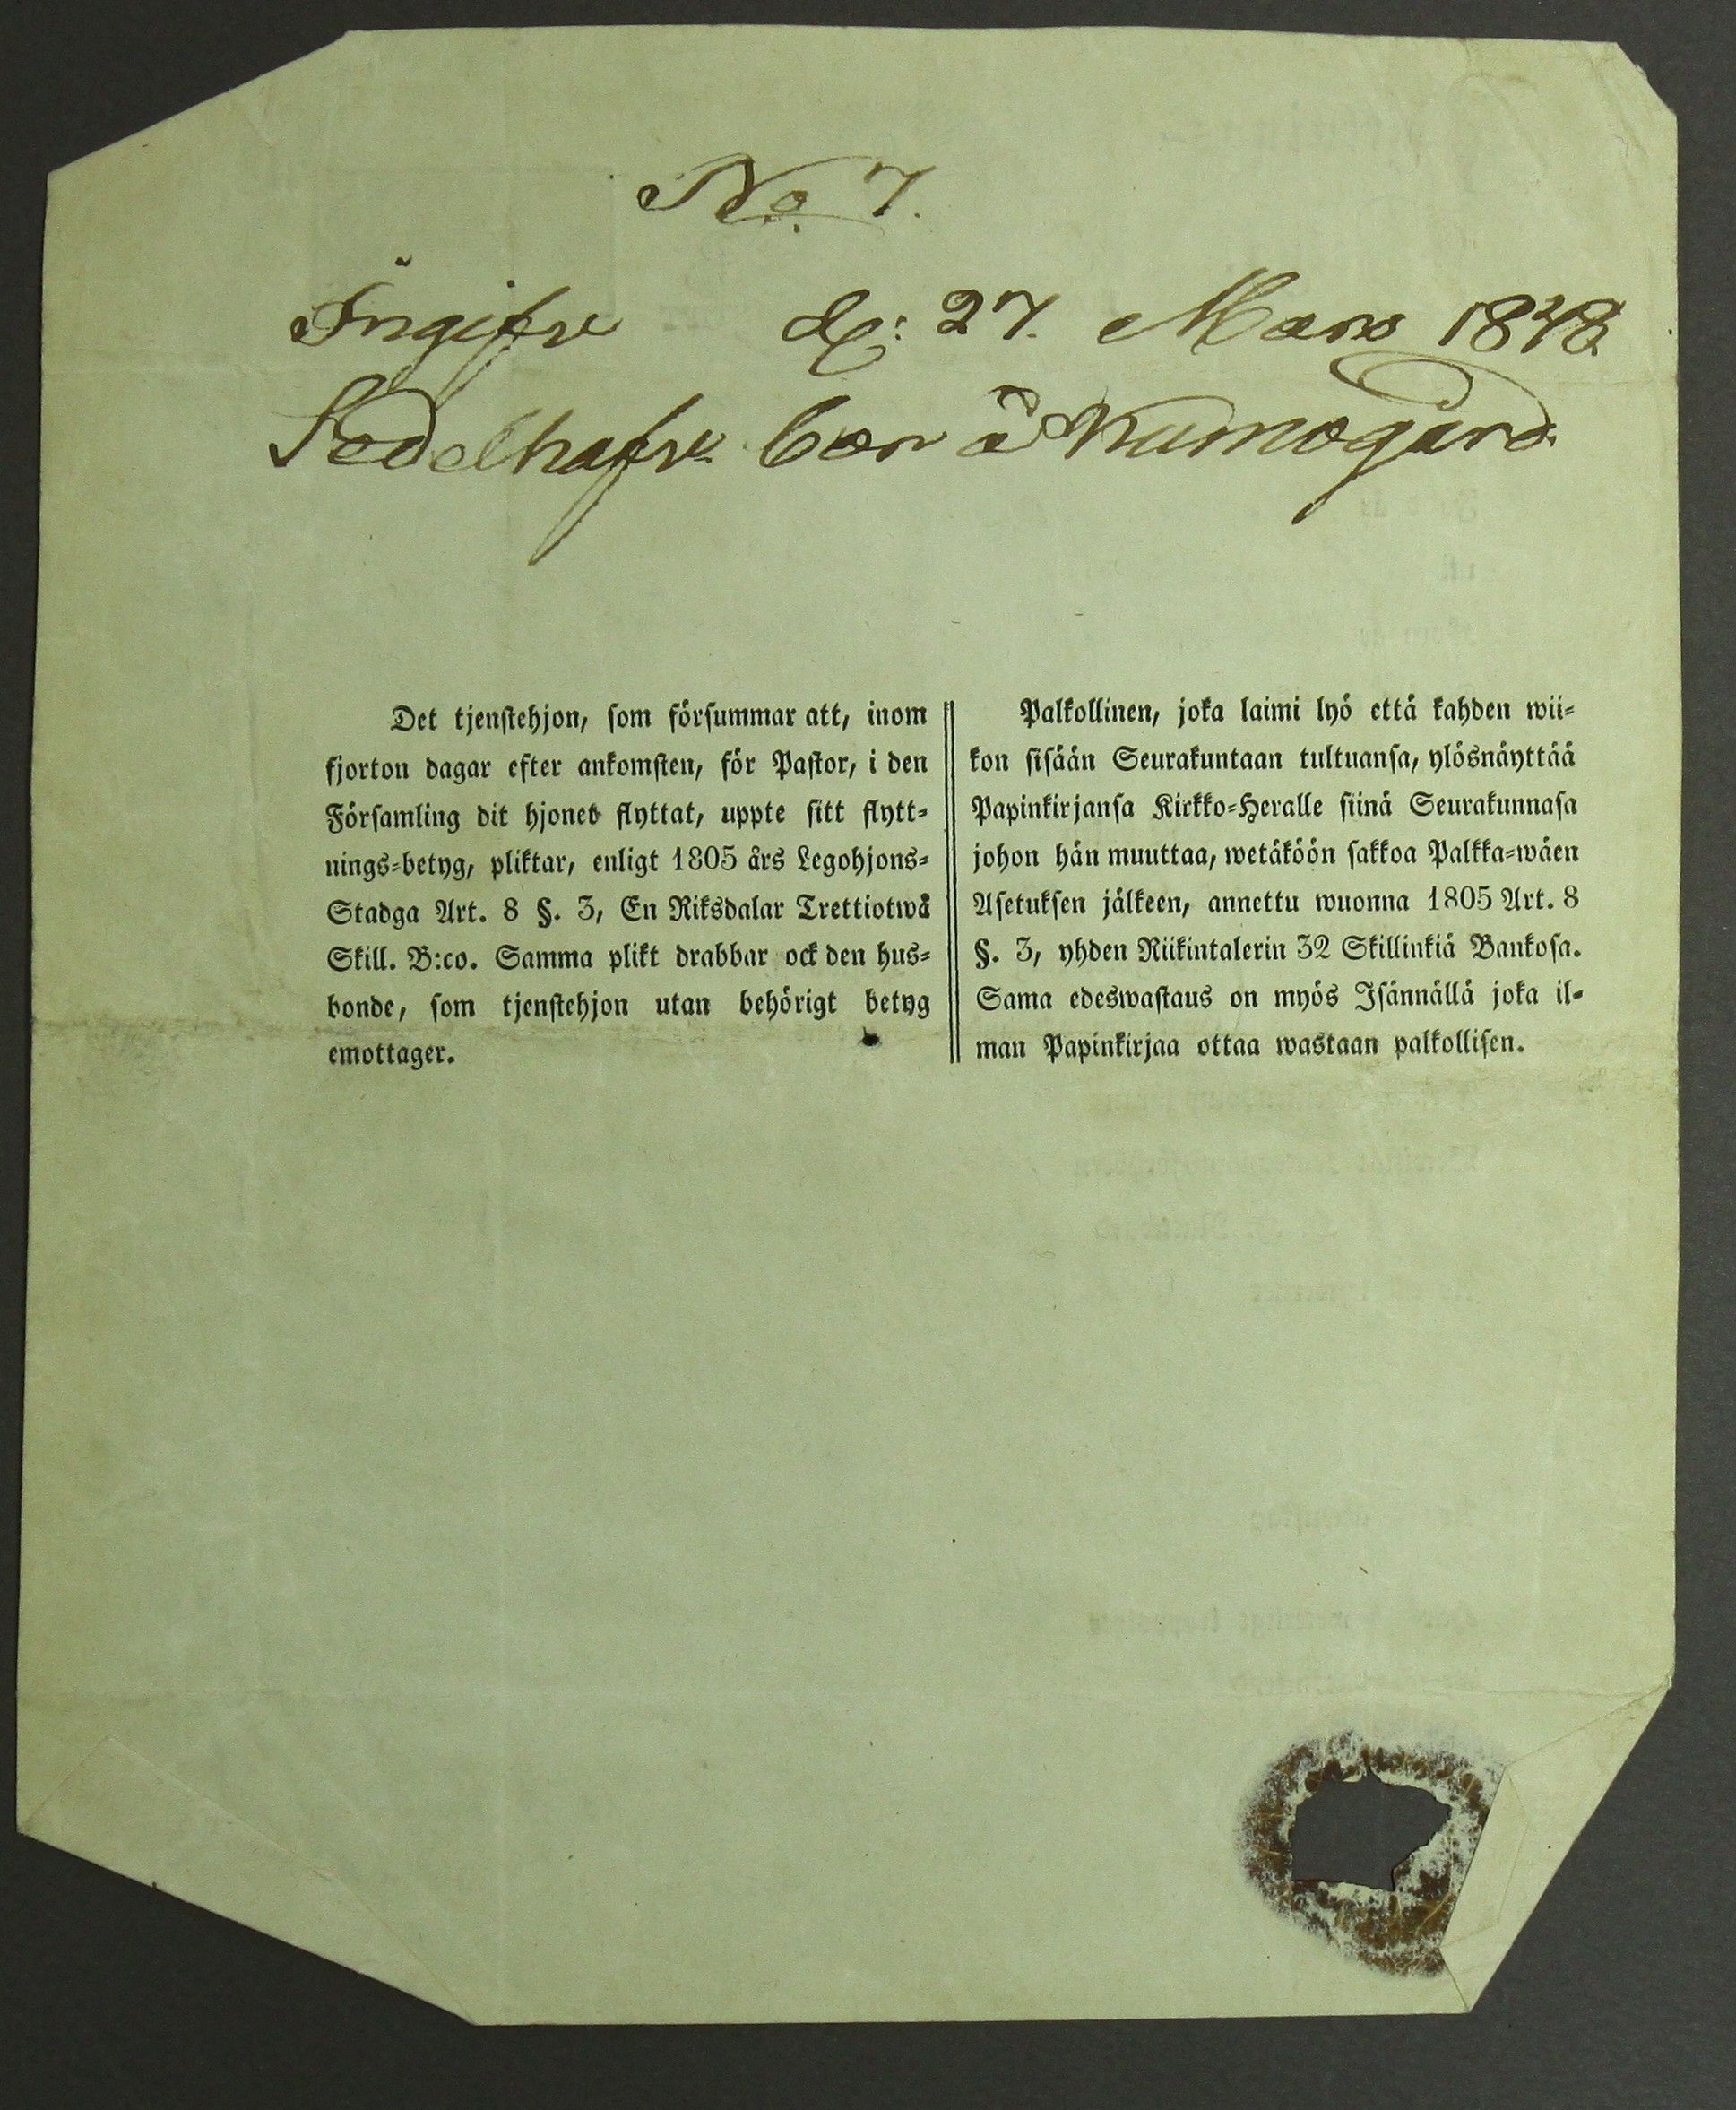 No. 7.
Ingifv. d: 27. Mars 1848.
Sedelhafv. bor å Kumogård.
Det tjenstehjon, som försummar att, inom
fjorton dagar efter ankomsten, för Pastor, i den
Församling dit hjonet flyttat, uppte sitt flytt-
nings-betyg, pliktar, enligt 1805 års Legohjons-
Stadga Art. 8 §. 3, En Riksdalar Trettiotwå
Skill. B:co. Samma plikt drabbar ock den hus-
bonde, som tjenstehjon utan behörigt betyg
emottager.
Palkollinen, joka laimi lyö että kahden wii-
kon sisään Seurakuntaan tultuansa, ylösnäyttää
Papinkirjansa Kirkko-Heralle siinä Seurakunnasa
johon hän muuttaa, wetäköön sakkoa Palkka-wäen
Asetuksen jälkeen, annettu wuonna 1805 Art. 8
§. 3, yhden Riikintalerin 32 Skillinkiä Bankosa.
Sama edeswastaus on myös Isännällä joka il-
man Papinkirjaa ottaa wastaan palkollisen.